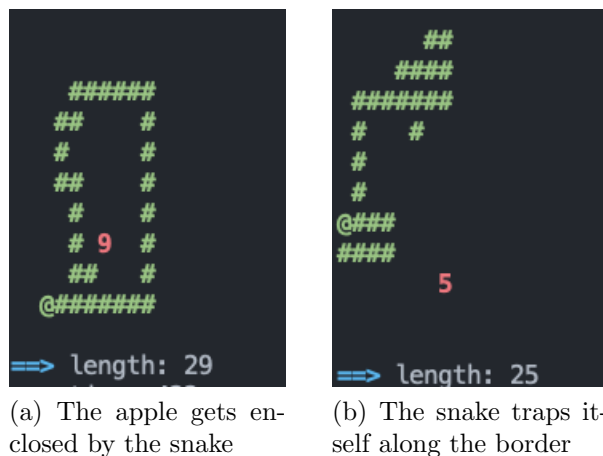 ######
## #
# #
## #
# #
# 9 #
## #
@#######
==> length: 29
(a) The apple gets en-
closed by the snake
##
####
#######
# #
#
#
@###
####
5
==> length: 25
(b) The snake traps it-
self along the border